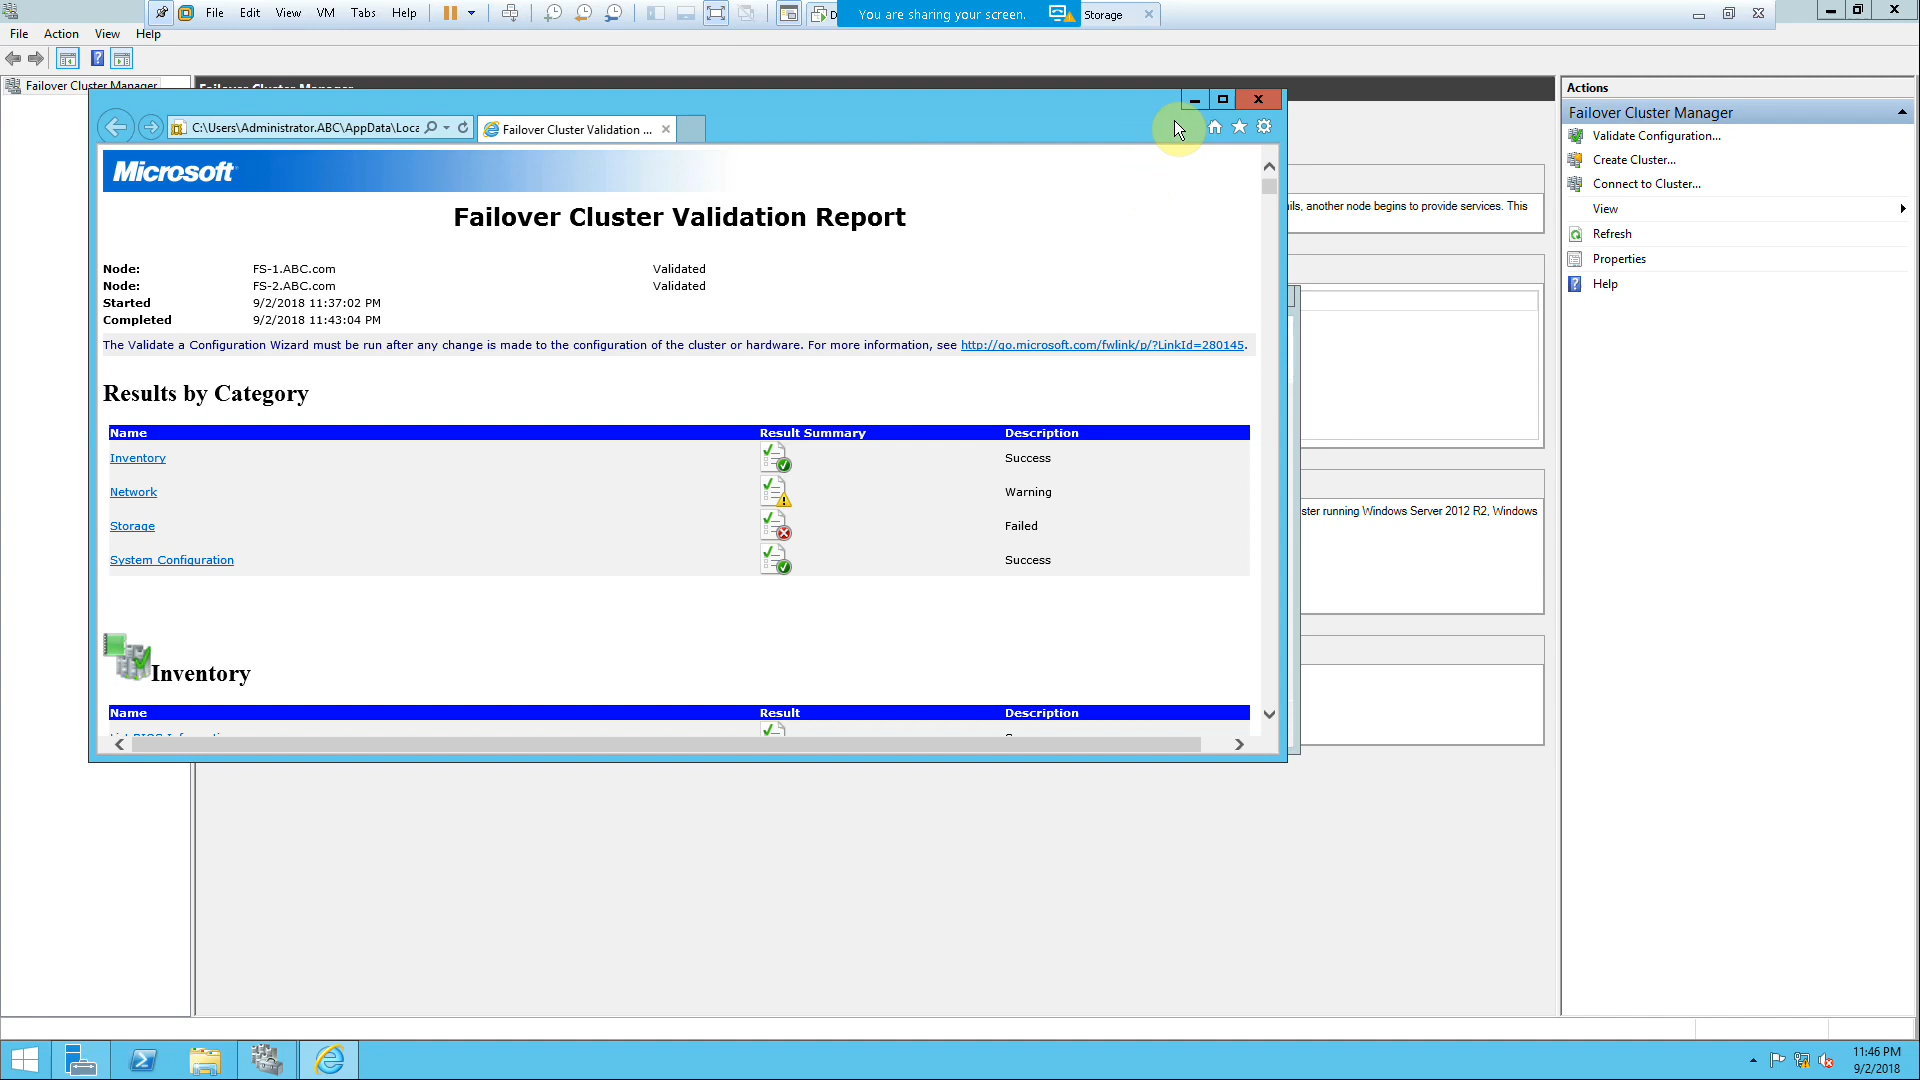 File Edit View VM Tabs Help
You are sharing your screen.
Storage
File Action View Help
Failover Cluster Manager
Failover Cluster Manager
C:\Users\Administrator.ABC\AppData\Loca
Failover Cluster Validation ...
Microsoft
Failover Cluster Validation Report
Node: FS-1.ABC.com Validated
Node: FS-2.ABC.com Validated
Started 9/2/2018 11:37:02 PM
Completed 9/2/2018 11:43:04 PM
The Validate a Configuration Wizard must be run after any change is made to the configuration of the cluster or hardware. For more information, see http://go.microsoft.com/fwlink/p/?LinkId=280145.
Results by Category
Name Result Summary Description
Inventory Success
Network Warning
Storage Failed
System Configuration Success
Inventory
Name Result Description
ils, another node begins to provide services. This
ster running Windows Server 2012 R2, Windows
Actions
Failover Cluster Manager
Validate Configuration...
Create Cluster...
Connect to Cluster...
View
Refresh
Properties
Help
11:46 PM
9/2/2018